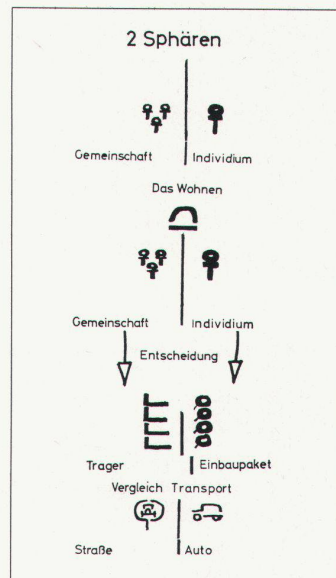 2 Sphären
Gemeinschaft Individium
Das Wohnen
Gemeinschaft Individium
Entscheidung
Trager Einbaupaket
Vergleich Transport
Straße Auto